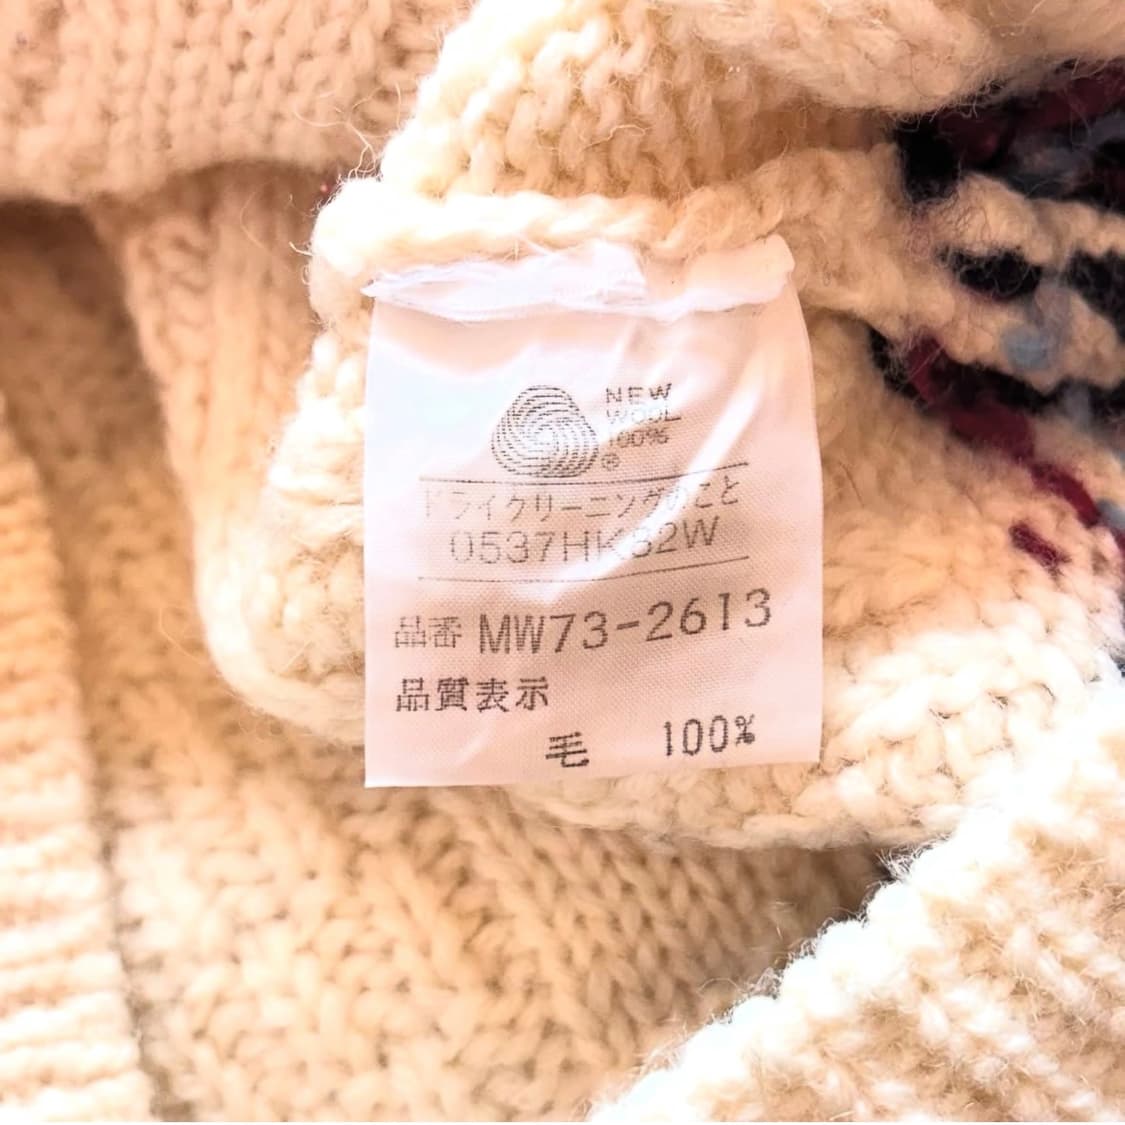 NEW
WOOL
100%
®
ドライクリーニングのこと
0537HK32W
品番 MW73-2613
品質表示
毛 100%